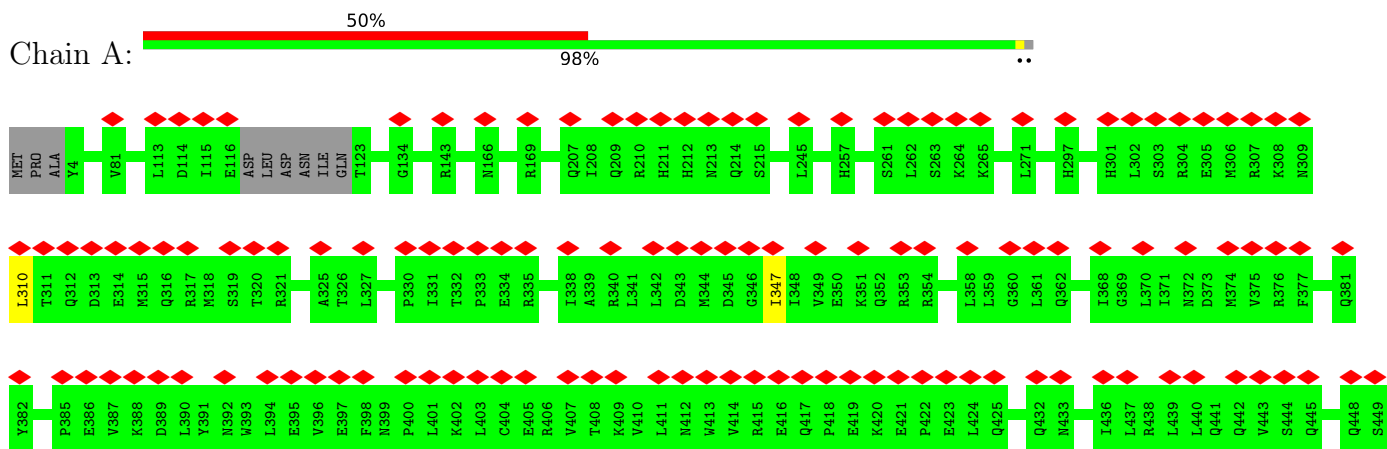 50%
Chain A:
98%
••
MET PRO ALA Y4 V81 L113 D114 I115 E116 ASP LEU ASP ASN ILE GLN T123 G134 R143 N166 R169 Q207 I208 Q209 R210 H211 H212 N213 Q214 S215 L245 H257 S261 L262 S263 K264 K265 L271 H297 H301 L302 S303 R304 E305 M306 R307 K308 N309
L310 T311 Q312 D313 E314 M315 Q316 R317 M318 S319 T320 R321 A325 T326 L327 P330 I331 T332 P333 E334 R335 I338 A339 R340 L341 L342 D343 M344 D345 G346 I347 I348 V349 E350 K351 Q352 R353 R354 L358 L359 G360 L361 Q362 I368 G369 L370 I371 N372 D373 M374 V375 R376 F377 Q381
Y382 P385 E386 V387 K388 D389 L390 Y391 N392 W393 L394 E395 V396 E397 F398 N399 P400 L401 K402 L403 C404 E405 R406 V407 T408 K409 V410 L411 N412 W413 V414 R415 E416 Q417 P418 E419 K420 E421 P422 E423 L424 Q425 Q432 N433 I436 L437 R438 L439 L440 Q441 Q442 V443 S444 Q445 Q448 S449